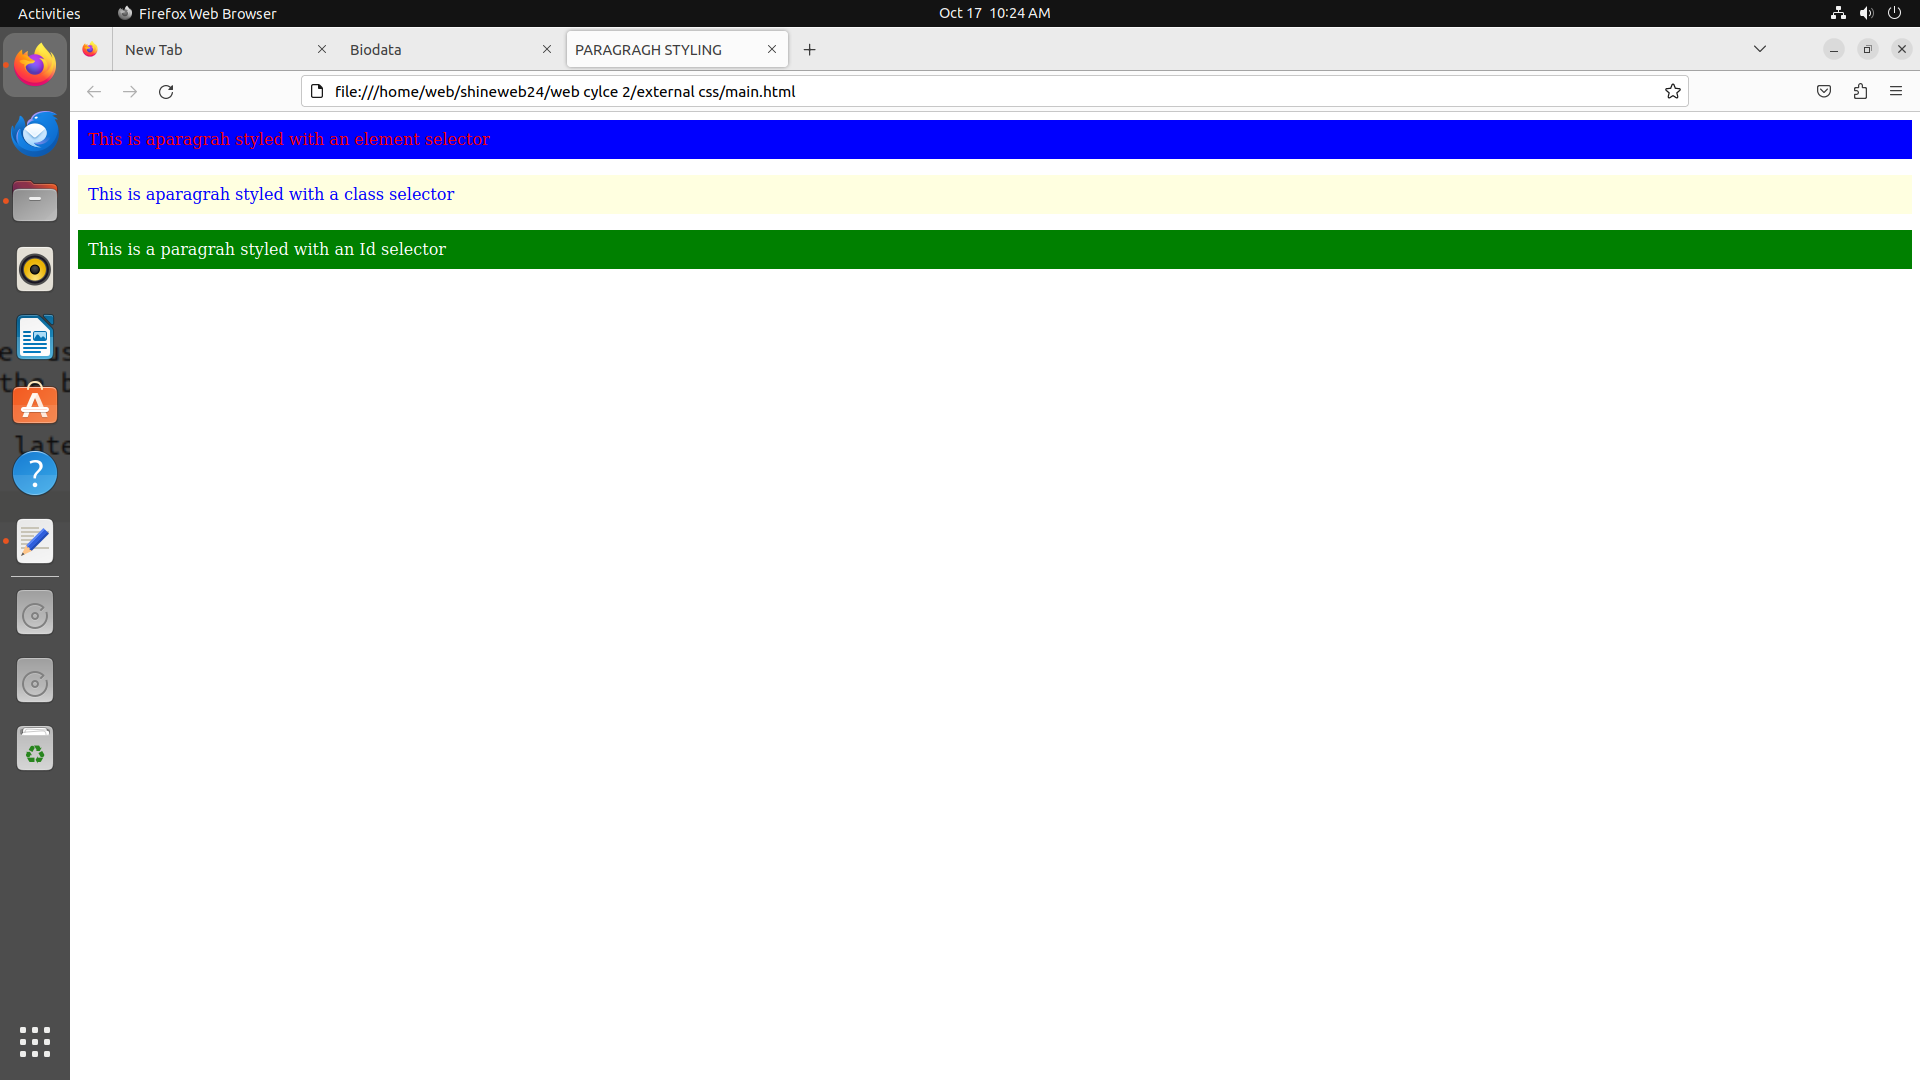 Activities
Firefox Web Browser
Oct 17 10:24 AM
New Tab
Biodata
PARAGRAGH STYLING
file:///home/web/shineweb24/web cylce 2/external css/main.html
This is aparagrah styled with an element selector
This is aparagrah styled with a class selector
This is a paragrah styled with an Id selector
the b
late